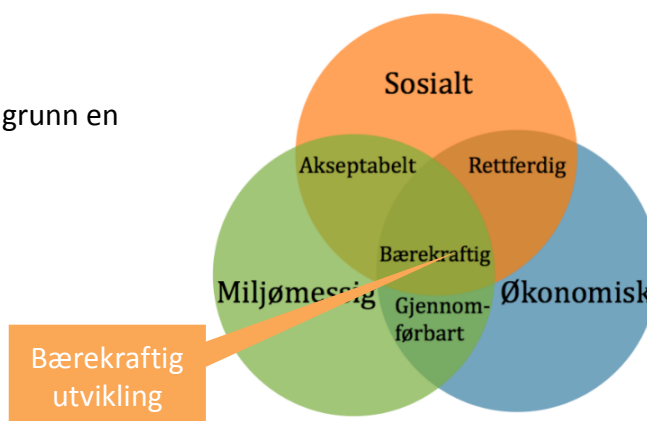 Sosialt
grunn en
Akseptabelt
Rettferdig
Bærekraftig
Miljømessig
Økonomisk
Gjennom-
førbart
Bærekraftig
utvikling